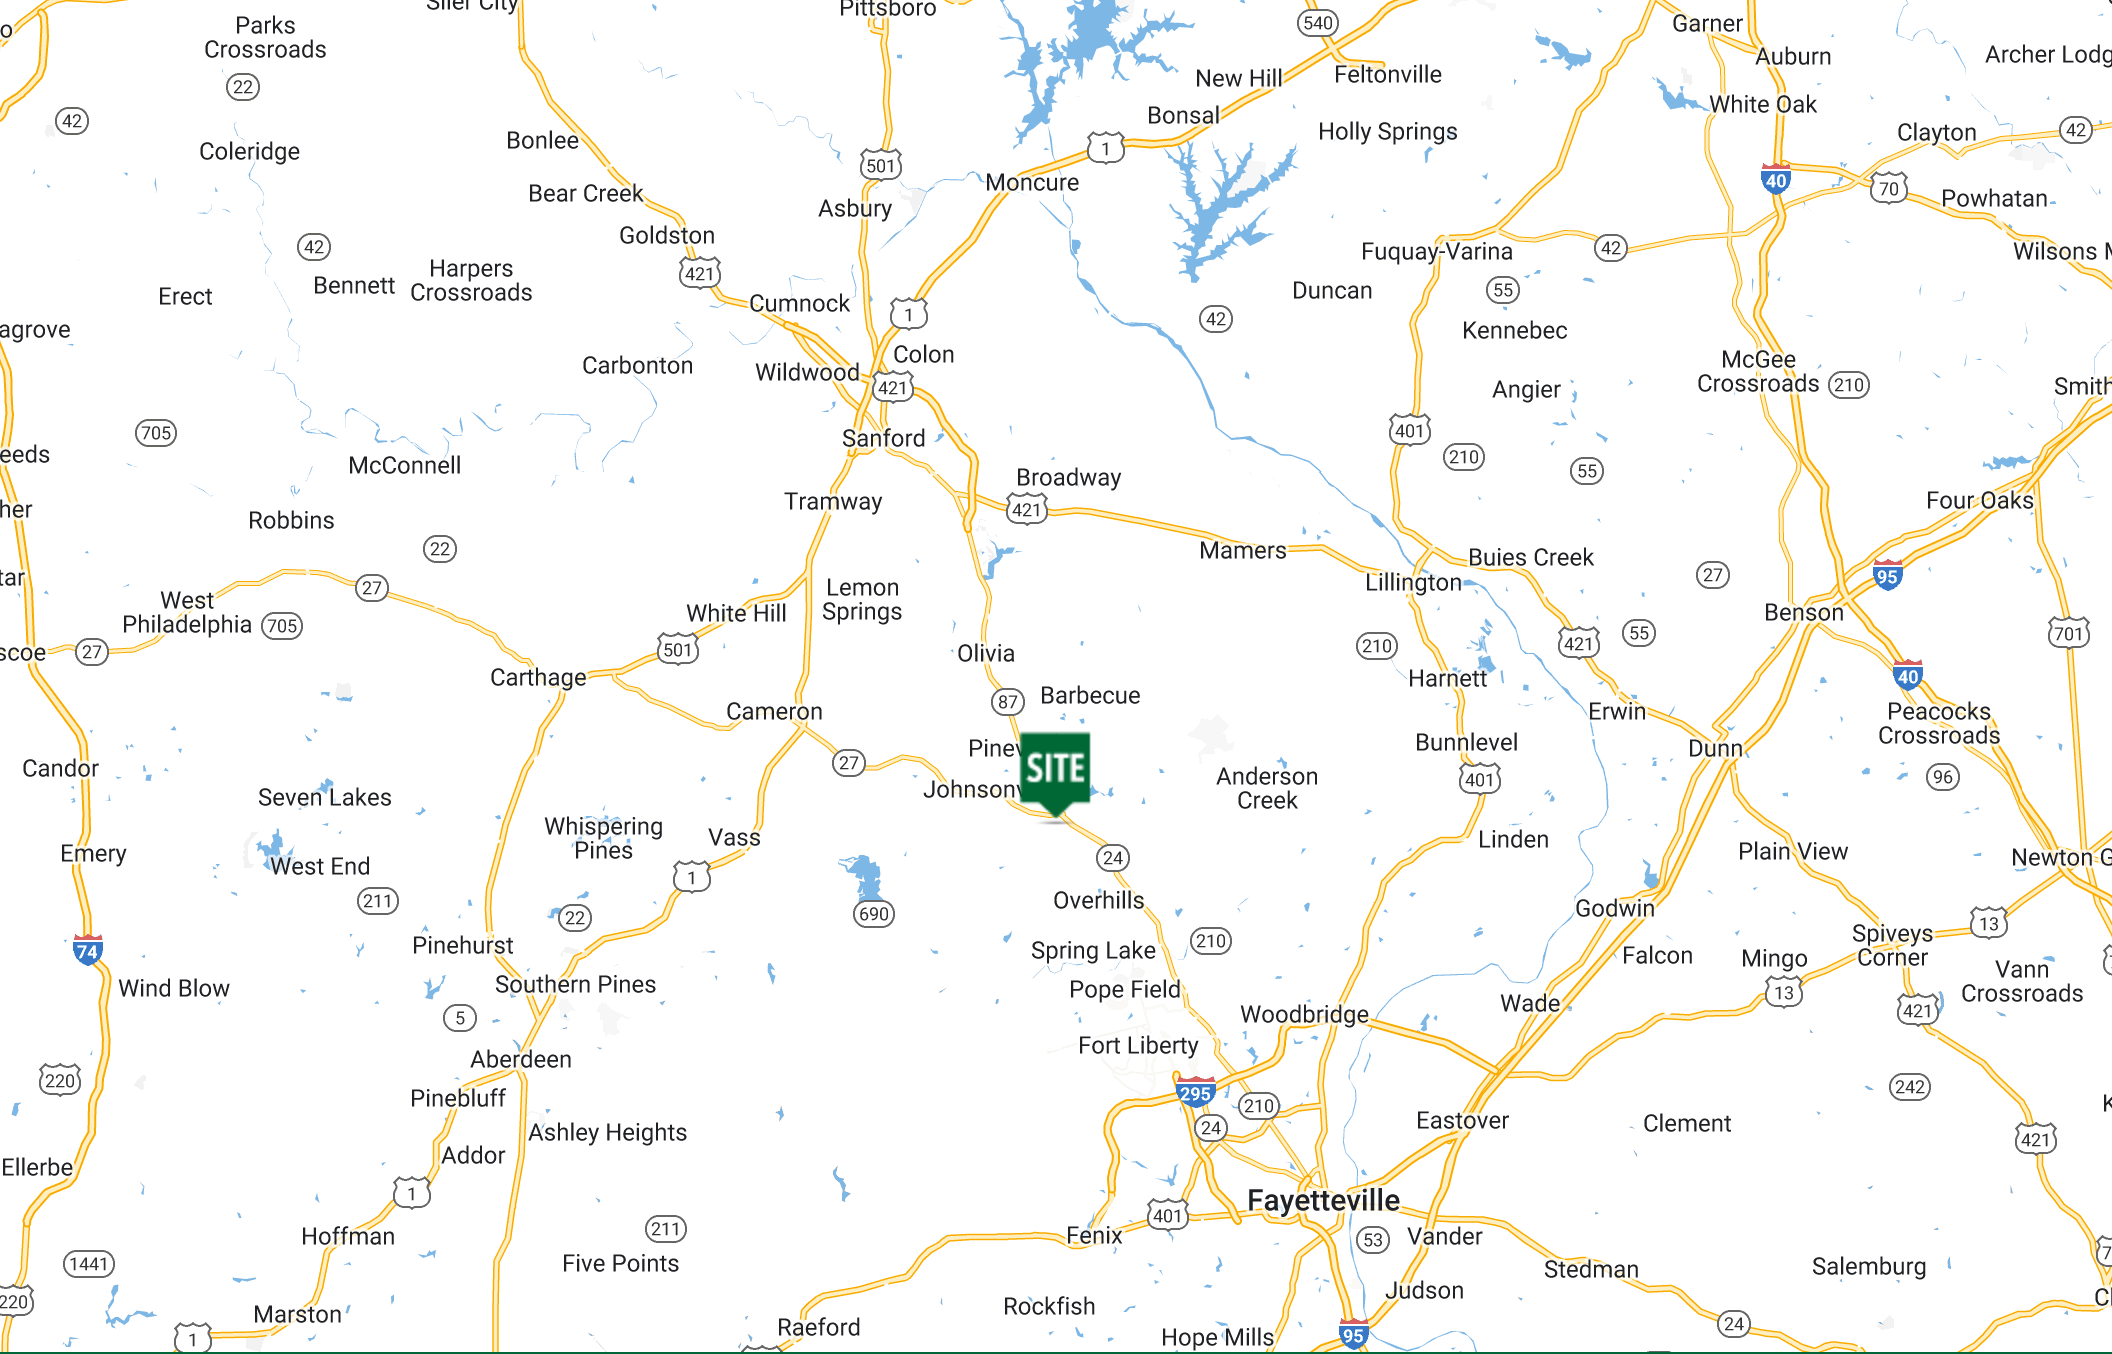 Siler City
Pittsboro
540
Garner
Parks
Crossroads
Auburn
Archer Lodg
New Hill
Feltonville
22
White Oak
Bonsal
42
Holly Springs
Clayton
42
Bonlee
Coleridge
1
501
Moncure
40
70
Bear Creek
Powhatan
Asbury
Goldston
42
42
Fuquay-Varina
Wilsons M
Harpers
Crossroads
421
Bennett
Erect
Duncan
55
Cumnock
1
42
Kennebec
agrove
Colon
Carbonton
Wildwood
McGee
Crossroads
210
421
Angier
Smith
705
401
Sanford
eeds
McConnell
210
55
Broadway
Tramway
421
Four Oaks
her
Robbins
22
Mamers
Buies Creek
tar
27
Lillington
27
95
Lemon
Springs
West
Philadelphia
705
White Hill
Benson
scoe
27
501
210
421
55
701
Olivia
Carthage
Harnett
40
87
Barbecue
Cameron
Erwin
Peacocks
Crossroads
Pinev
Bunnlevel
Dunn
SITE
27
Candor
Anderson
Creek
401
96
Seven Lakes
Johnsonv
Whispering
Pines
Vass
Linden
Emery
24
Plain View
Newton G
West End
1
211
690
Overhills
22
Godwin
13
Pinehurst
210
Spiveys
Corner
74
Spring Lake
Falcon
Mingo
Wind Blow
Southern Pines
Pope Field
13
Vann
Crossroads
5
Woodbridge
Wade
421
Aberdeen
Fort Liberty
220
295
242
Pinebluff
210
K
Ashley Heights
24
Eastover
Clement
421
Addor
Ellerbe
1
Fayetteville
401
211
Hoffman
Fenix
53
Vander
1441
Five Points
Stedman
Salemburg
7
220
Judson
Cl
Marston
Rockfish
1
Raeford
Hope Mills
95
24